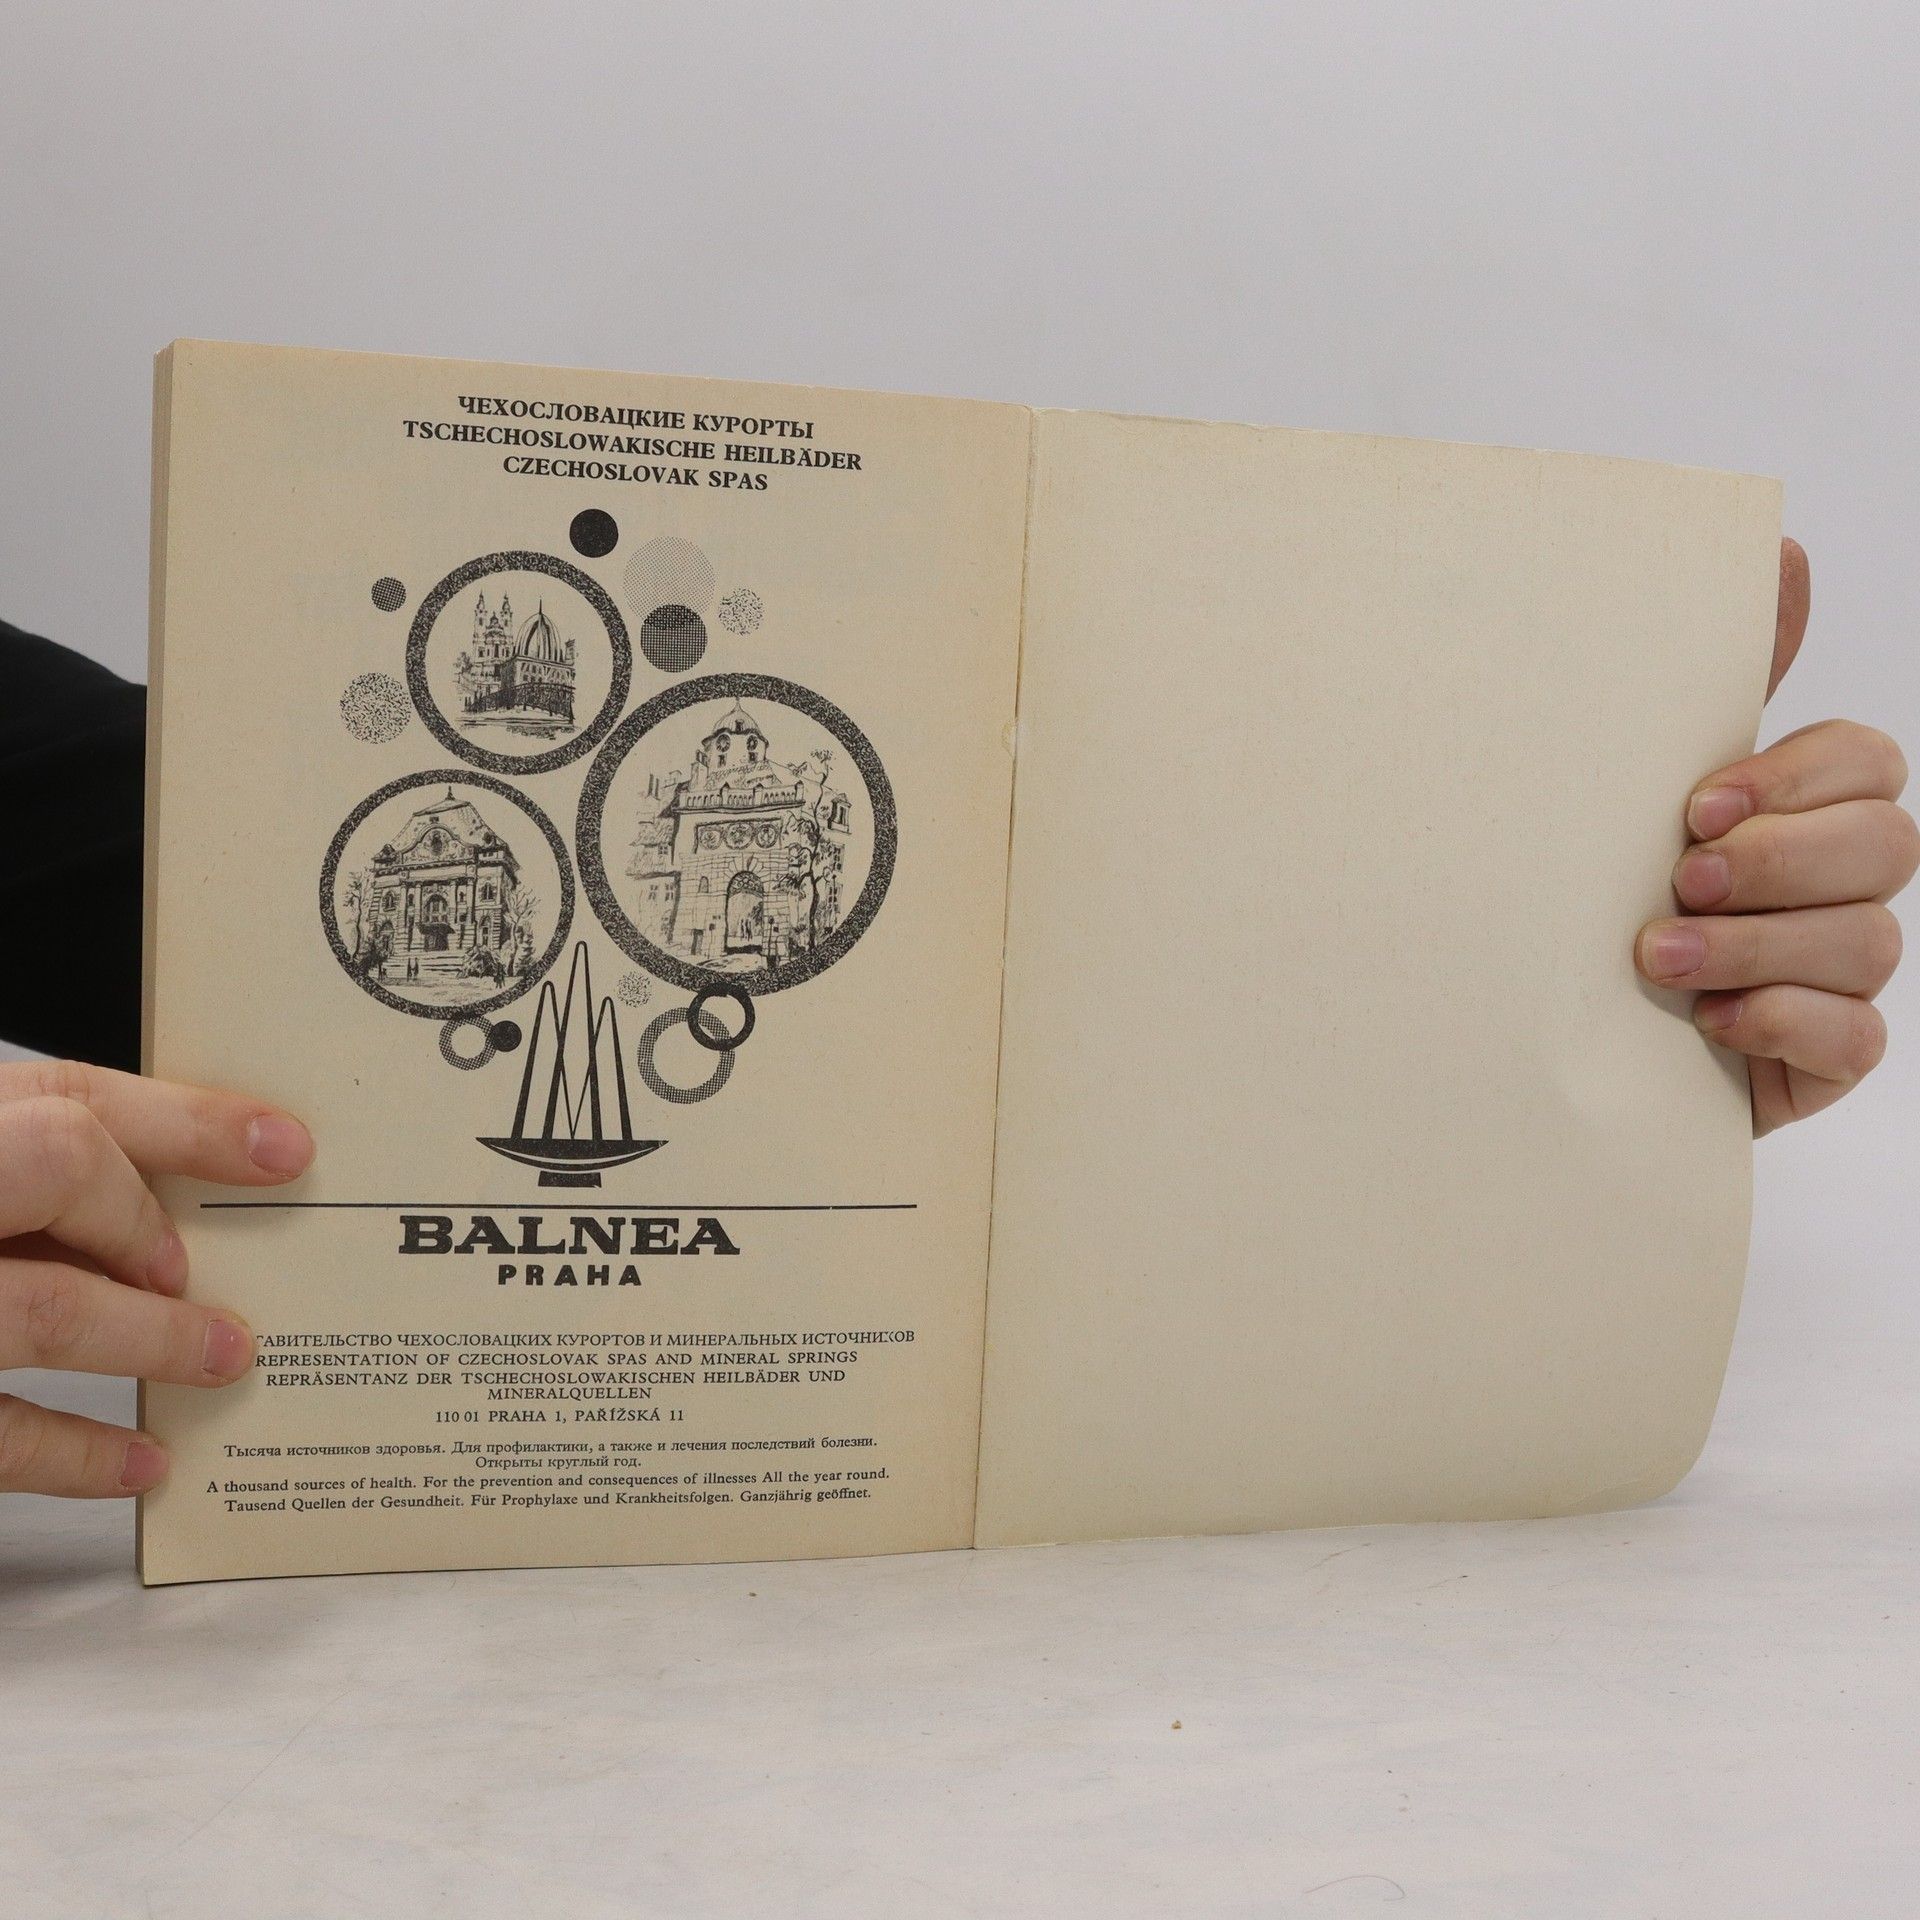 ЧЕХОСЛОВАЦКИЕ КУРОРТЫ
TSCHECHOSLOWAKISCHE HEILBÄDER
CZECHOSLOVAK SPAS
BALNEA
PRAHA
ЧЕХОСЛОВАЦКИХ КУРОРТОВ И МИНЕРАЛЬНЫХ ИСТОЧНИКОВ
REPRESENTATION OF CZECHOSLOVAK SPAS AND MINERAL SPRINGS
REPRÄSENTANZ DER TSCHECHOSLOWAKISCHEN HEILBÄDER UND
MINERALQUELLEN
110 01 PRAHA 1, PAŘÍŽSKÁ 11
Тысяча источников здоровья. Для профилактики, а также и лечения последствий болезни.
Открыты круглый год.
A thousand sources of health. For the prevention and consequences of illnesses All the year round.
Tausend Quellen der Gesundheit. Für Prophylaxe und Krankheitsfolgen. Ganzjährig geöffnet.